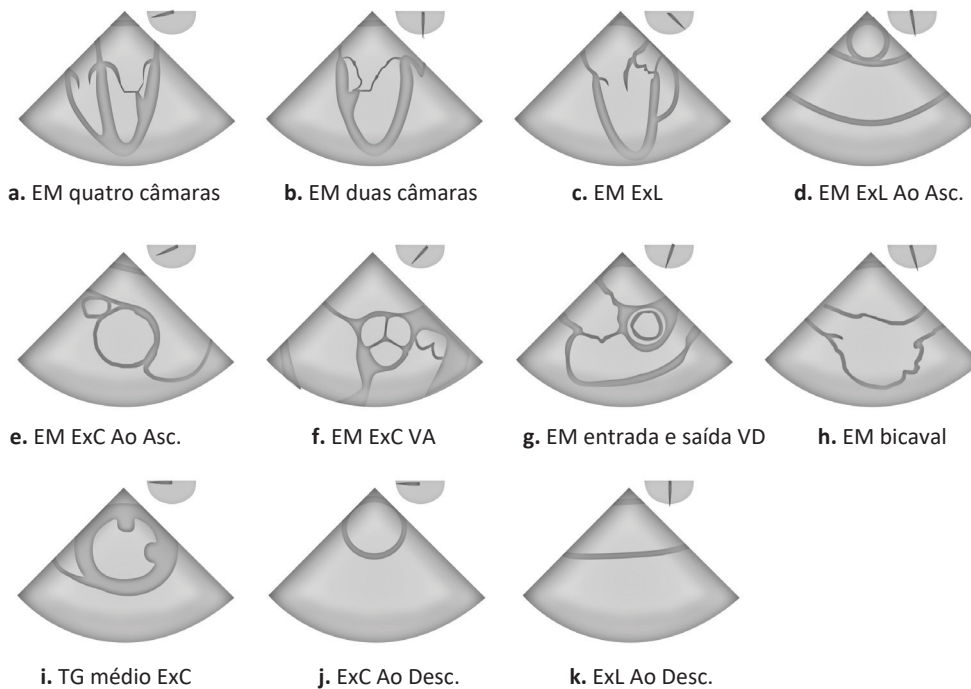 a. EM quatro câmaras
b. EM duas câmaras
c. EM ExL
d. EM ExL Ao Asc.
e. EM ExC Ao Asc.
f. EM ExC VA
g. EM entrada e saída VD
h. EM bicaval
i. TG médio ExC
j. ExC Ao Desc.
k. ExL Ao Desc.